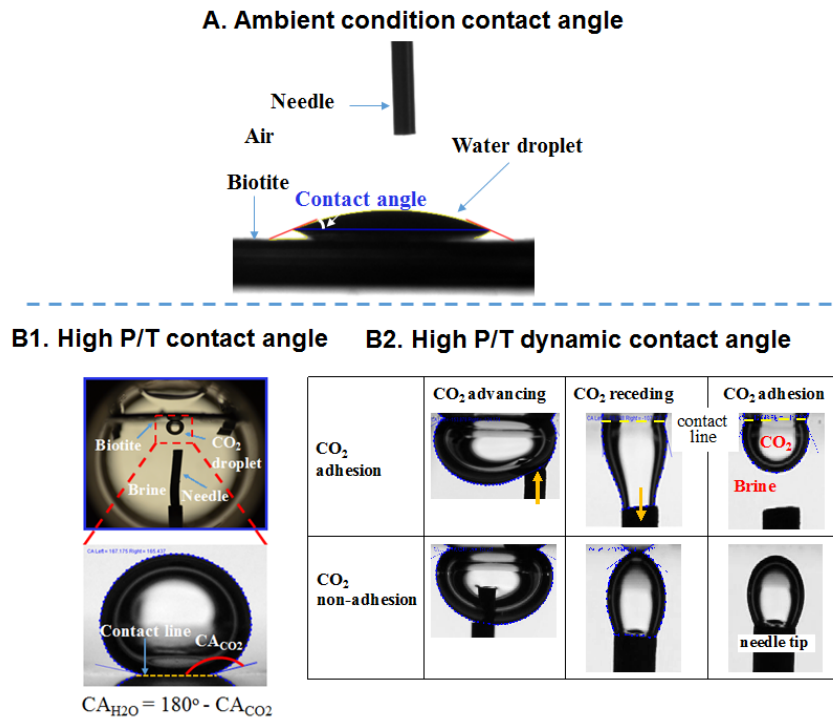 A. Ambient condition contact angle
Needle
Air
Water droplet
Biotite
Contact angle
B1. High P/T contact angle
B2. High P/T dynamic contact angle
Biotite
CO2
droplet
Brine
Needle
Contact line
CACO2
CAH2O = 180º - CACO2
CO2 advancing
CO2 receding
CO2 adhesion
CO2
adhesion
contact
line
CO2
Brine
CO2
non-adhesion
needle tip